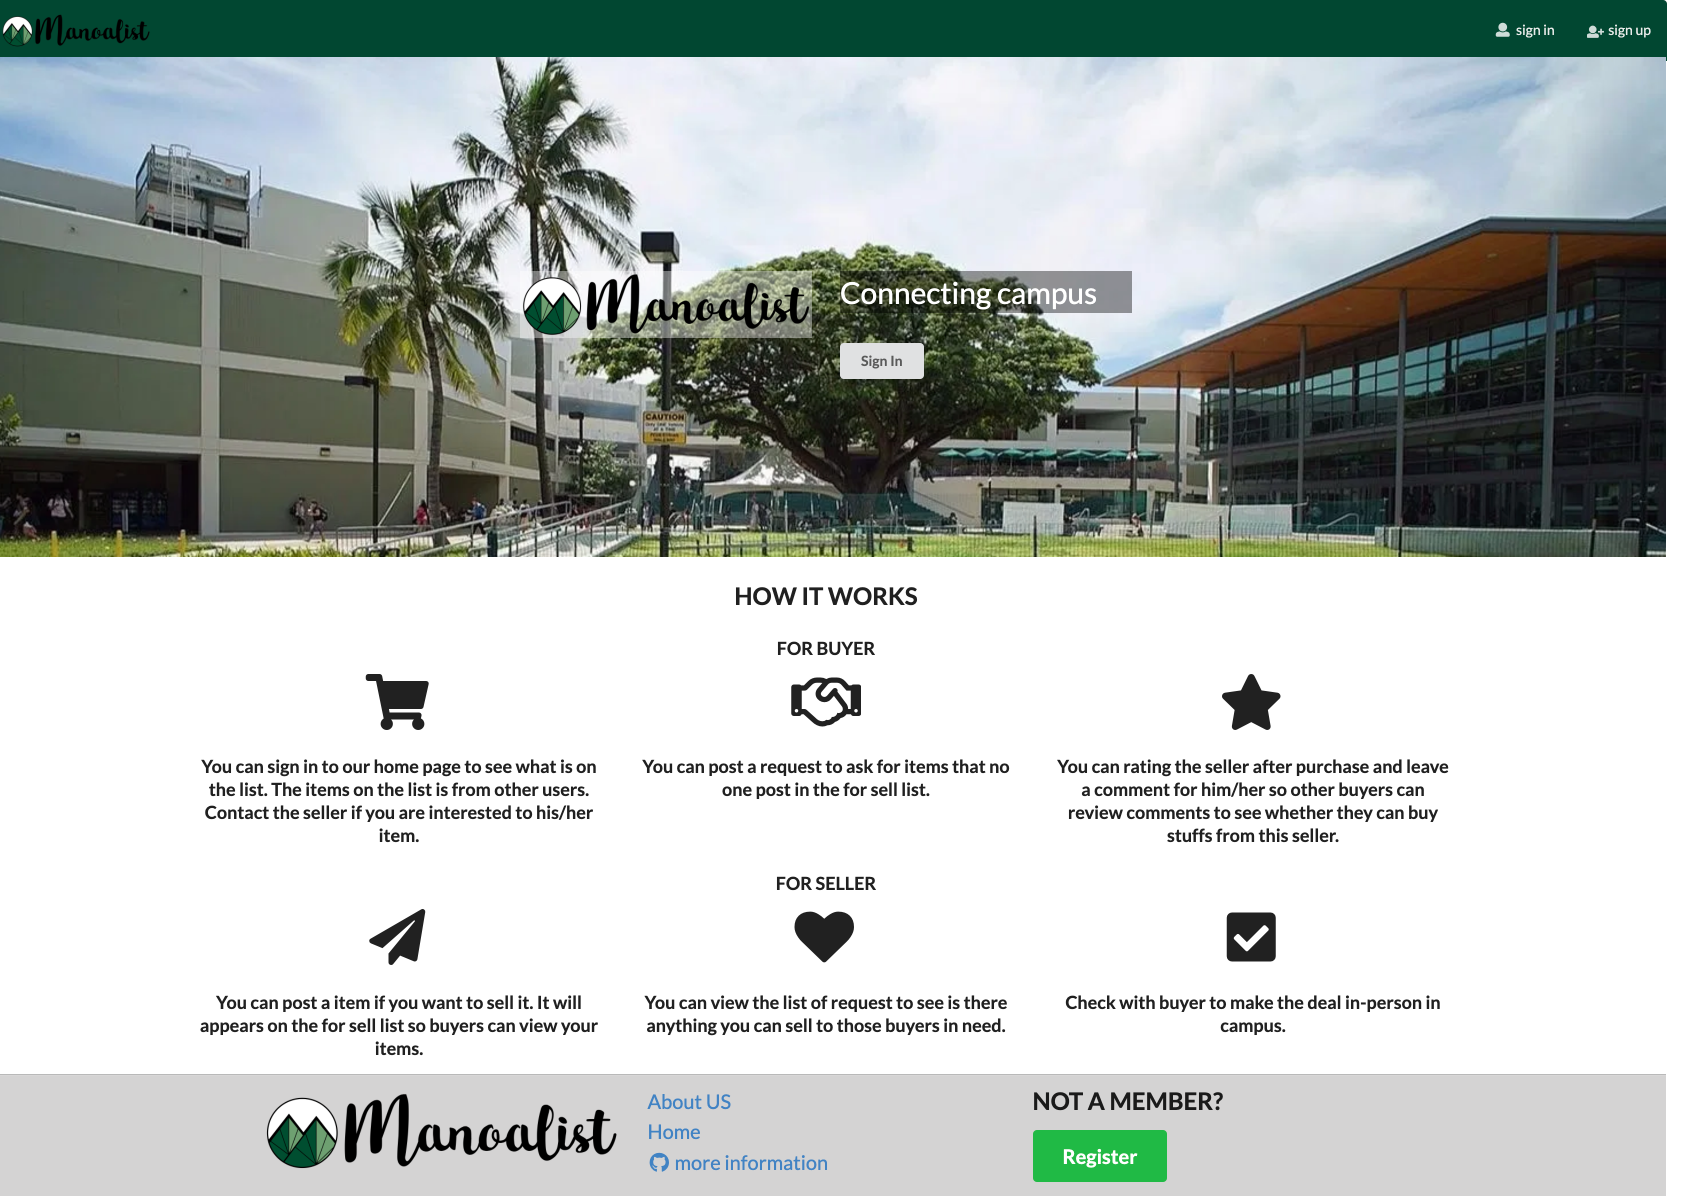 Manoalist
sign in
sign up
Manoalist
Connecting campus
Sign In
CAUTION
HOW IT WORKS
FOR BUYER
You can sign in to our home page to see what is on
the list. The items on the list is from other users.
Contact the seller if you are interested to his/her
item.
You can post a request to ask for items that no
one post in the for sell list.
You can rating the seller after purchase and leave
a comment for him/her so other buyers can
review comments to see whether they can buy
stuffs from this seller.
FOR SELLER
You can post a item if you want to sell it. It will
appears on the for sell list so buyers can view your
items.
You can view the list of request to see is there
anything you can sell to those buyers in need.
Check with buyer to make the deal in-person in
campus.
Manoalist
About US
Home
more information
NOT A MEMBER?
Register